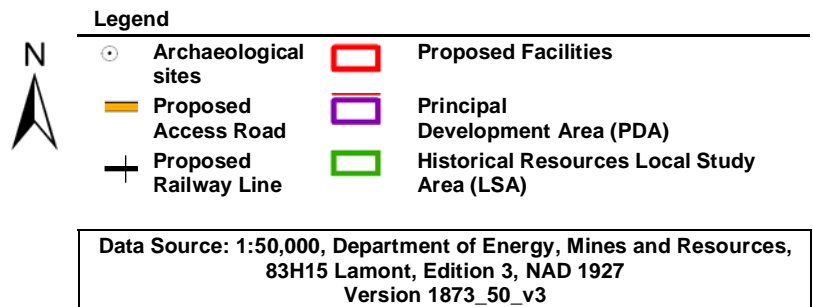 Legend
N
Archaeological
sites
Proposed Facilities
Proposed
Access Road
Principal
Development Area (PDA)
Proposed
Railway Line
Historical Resources Local Study
Area (LSA)
Data Source: 1:50,000, Department of Energy, Mines and Resources,
83H15 Lamont, Edition 3, NAD 1927
Version 1873_50_v3